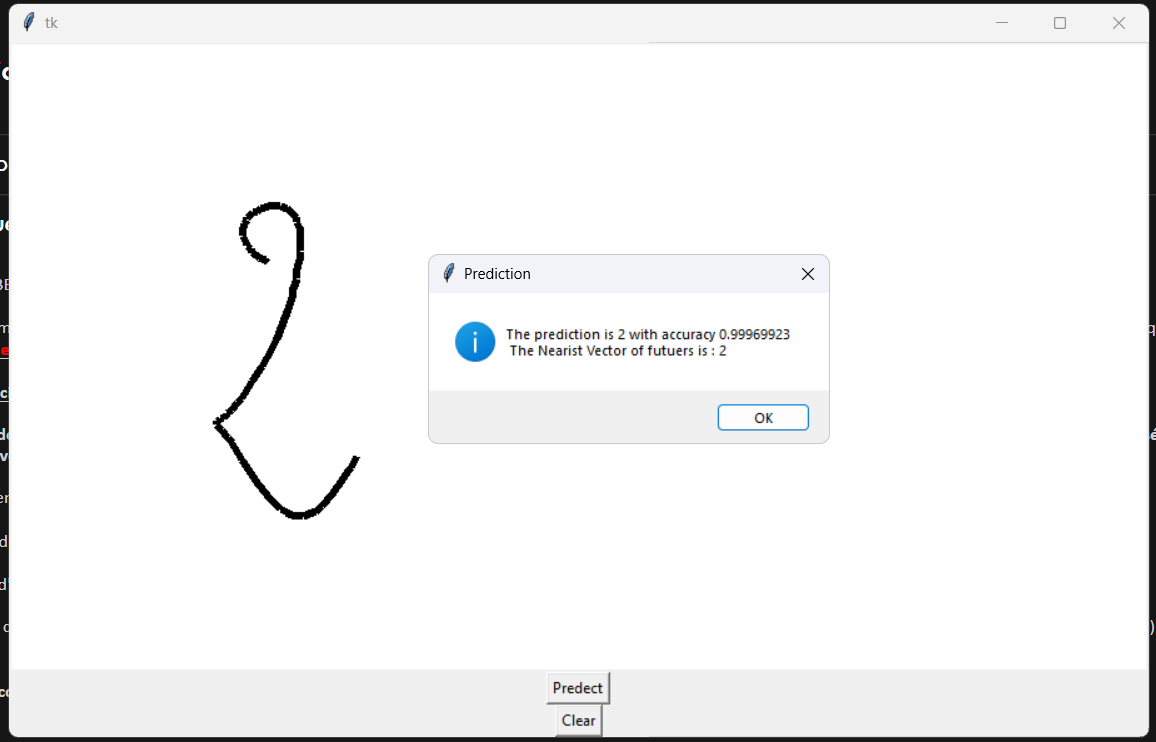 tk
2
Prediction
The prediction is 2 with accuracy 0.99969923
The Nearist Vector of futuers is : 2
OK
Predect
Clear